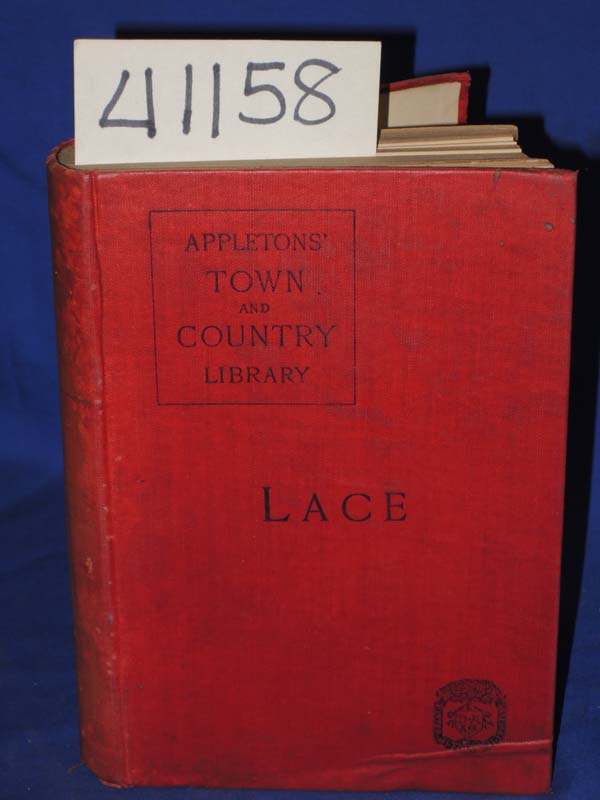 41158
APPLETONS'
TOWN
AND
COUNTRY
LIBRARY
LACE